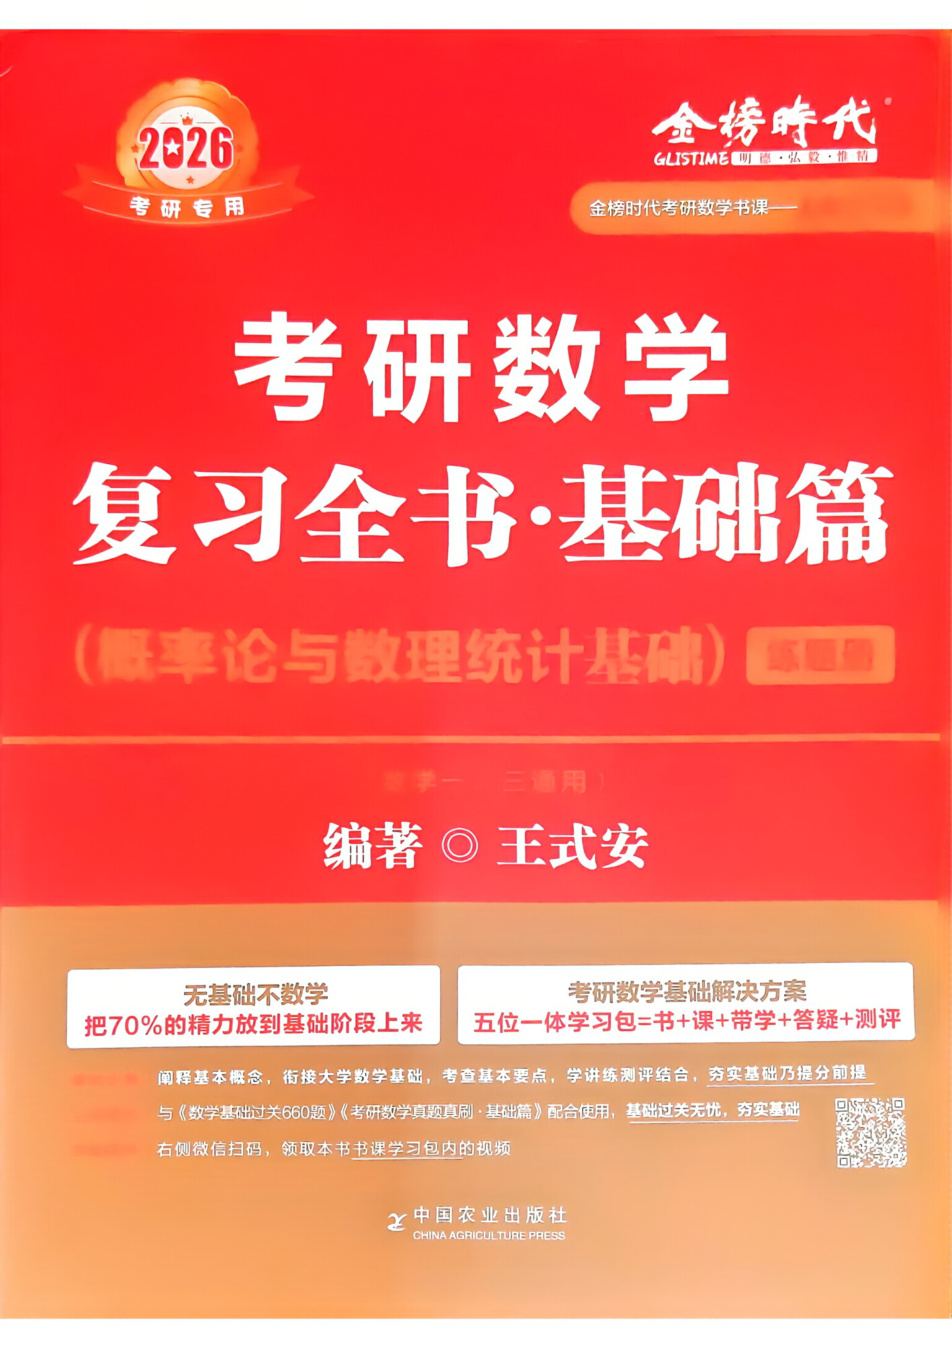 2026
考研专用
金榜時代
GLISTIME 明德·弘毅·惟精
金榜时代考研数学书课——
考研数学
复习全书·基础篇
(概率论与数理统计基础)
学一 三通用)
编著 ◎ 王式安
无基础不数学
把70%的精力放到基础阶段上来
考研数学基础解决方案
五位一体学习包=书+课+带学+答疑+测评
阐释基本概念，衔接大学数学基础，考查基本要点，学讲练测评结合，夯实基础乃提分前提
与《数学基础过关660题》《考研数学真题真刷·基础篇》配合使用，基础过关无忧，夯实基础
右侧微信扫码，领取本书书课学习包内的视频
中国农业出版社
CHINA AGRICULTURE PRESS